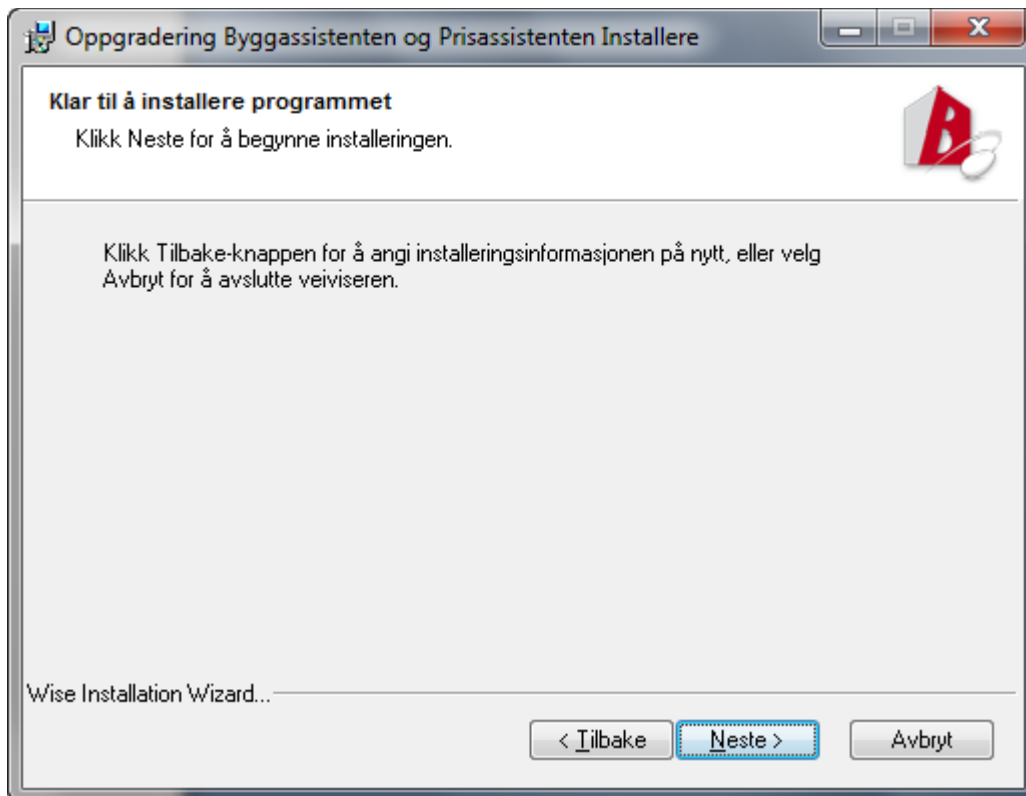 Oppgradering Byggassistenten og Prisassistenten Installere
Klar til å installere programmet
Klikk Neste for å begynne installeringen.
B
Klikk Tilbake-knappen for å angi installeringsinformasjonen på nytt, eller velg
Avbryt for å avslutte veiviseren.
Wise Installation Wizard...
< Tilbake
Neste >
Avbryt